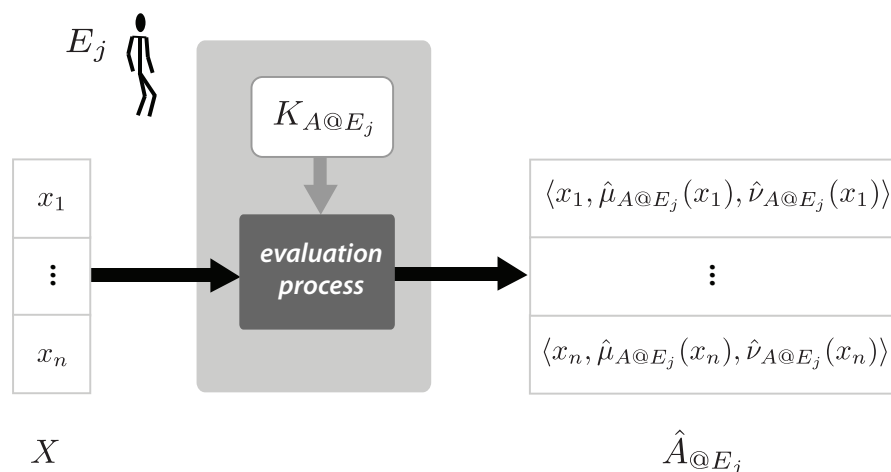 E_j
K_{A@E_j}
x_1
⋮
x_n
evaluation
process
⟨x_1, μ̂_{A@E_j}(x_1), ν̂_{A@E_j}(x_1)⟩
⋮
⟨x_n, μ̂_{A@E_j}(x_n), ν̂_{A@E_j}(x_n)⟩
X
Â_{@E_j}